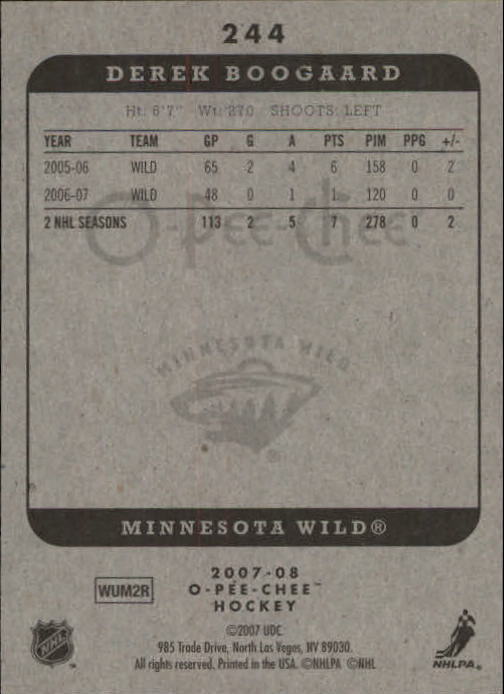 244
DEREK BOOGAARD
Ht: 6'7" Wt: 270 SHOOTS: LEFT
YEAR TEAM GP G A PTS PIM PPG +/-
2005-06 WILD 65 2 4 6 158 0 2
2006-07 WILD 48 0 1 1 120 0 0
2 NHL SEASONS 113 2 5 7 278 0 2
O-PEE-CHEE
MINNESOTA WILD
MINNESOTA WILD®
2007-08
WUM2R O-PEE-CHEE™
HOCKEY
©2007 UDC
985 Trade Drive, North Las Vegas, NV 89030.
All rights reserved. Printed in the USA. ©NHLPA ©NHL
NHL™
NHLPA®